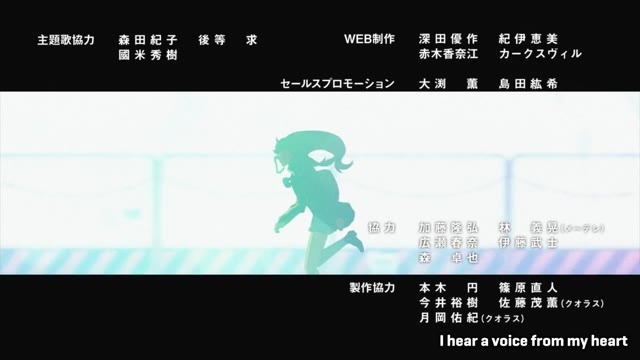 主題歌協力 森田紀子 後等 求
國米秀樹
WEB制作 深田優作 紀伊恵美
赤木香奈江 カークスヴィル
セールスプロモーション 大渕 薫 島田紘希
協力 加藤隆弘 林 義晃(メ〜テレ)
広瀬春奈 伊藤武士
森 卓也
製作協力 本木 円 篠原直人
今井裕樹 佐藤茂薫(クオラス)
月岡佑紀(クオラス)
I hear a voice from my heart